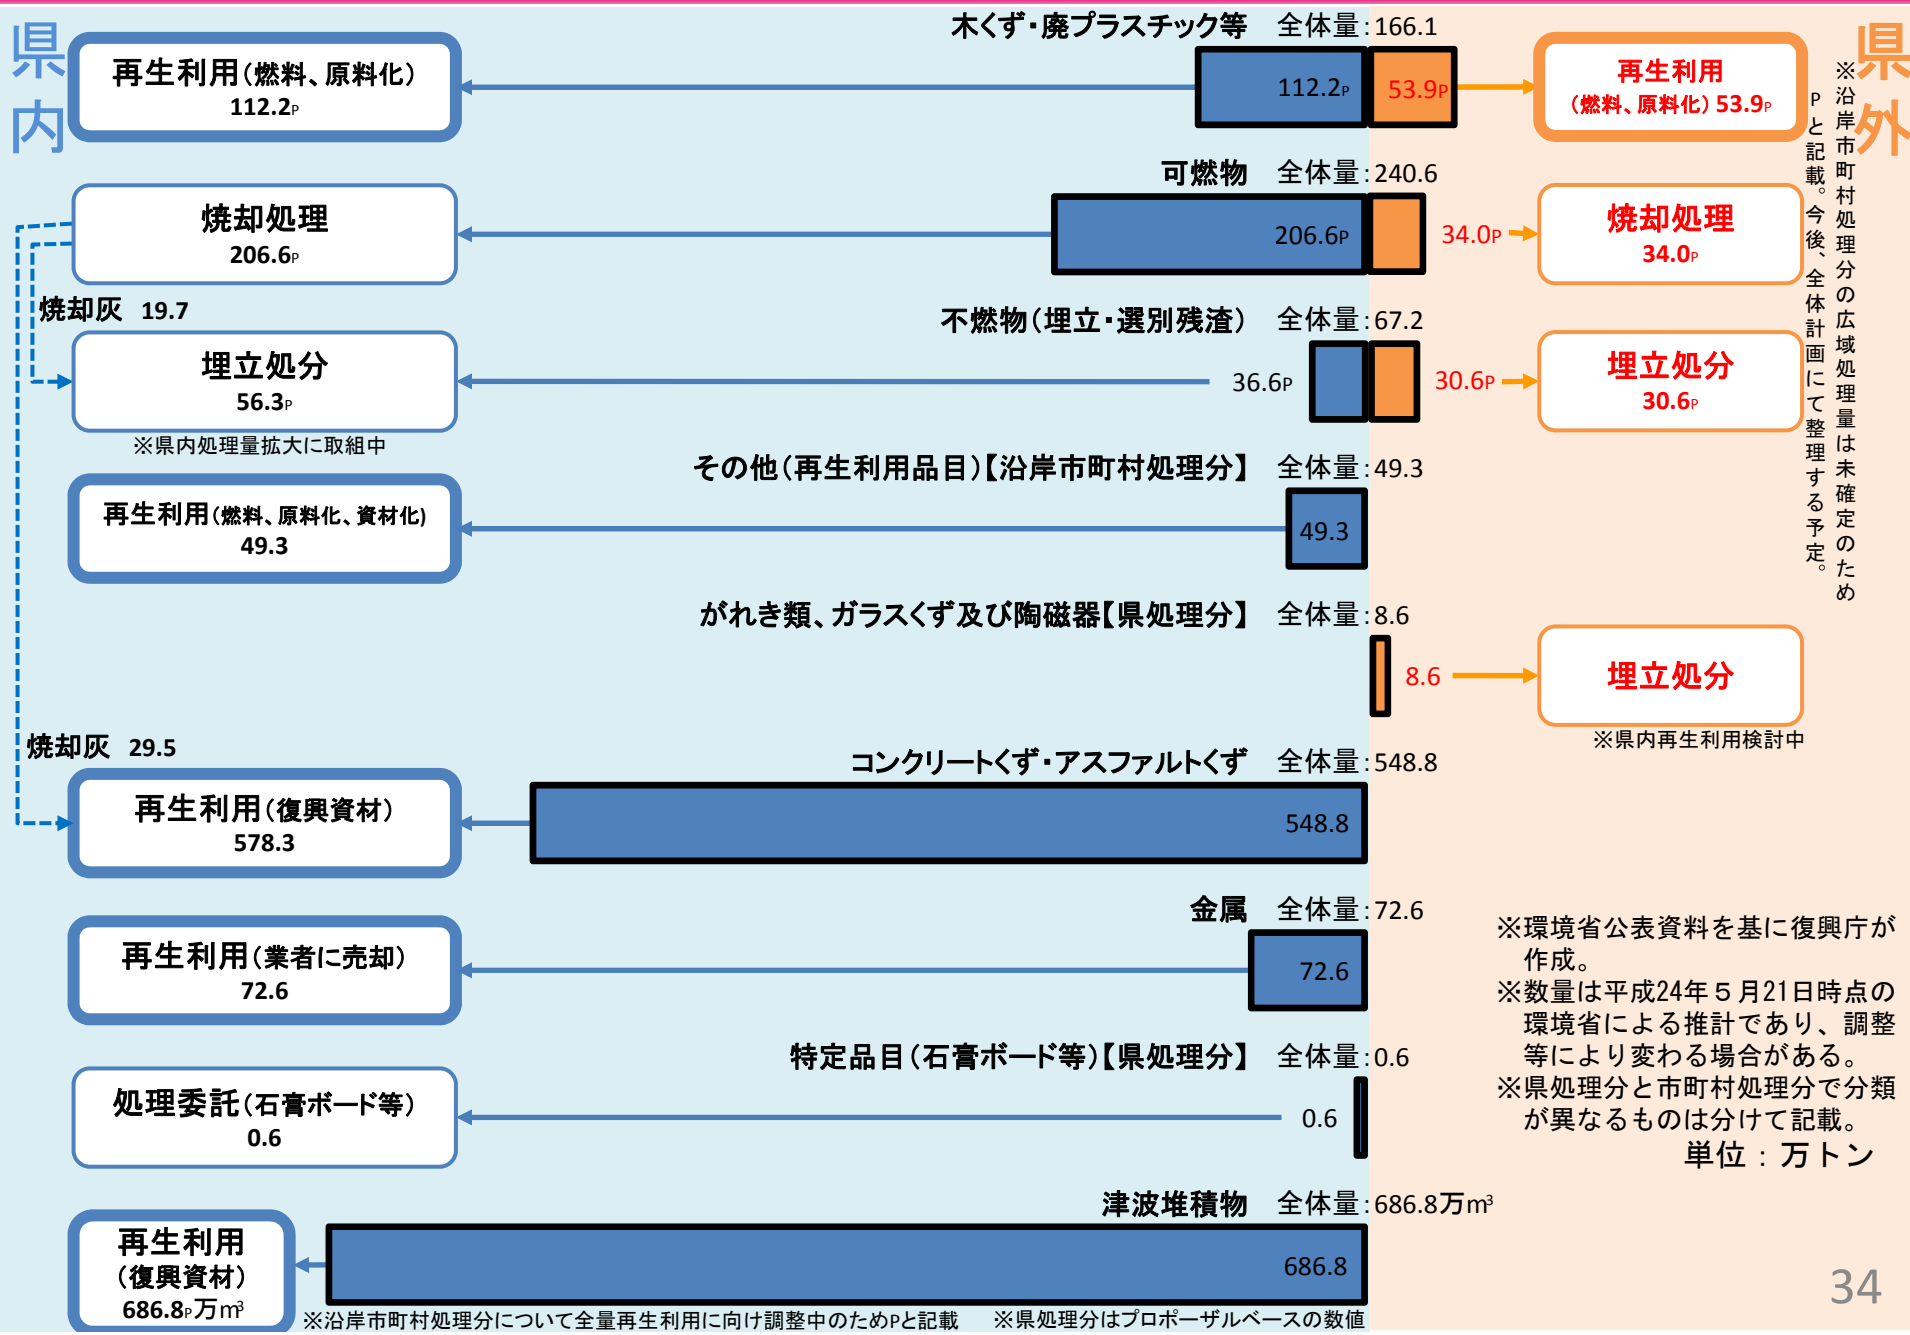 県内
県外
木くず・廃プラスチック等 全体量:166.1
再生利用(燃料、原料化)
112.2P
112.2P
53.9P
再生利用
(燃料、原料化) 53.9P
※沿岸市町村処理分の広域処理量は未確定のため
Pと記載。今後、全体計画にて整理する予定。
可燃物 全体量:240.6
焼却処理
206.6P
206.6P
34.0P
焼却処理
34.0P
焼却灰 19.7
不燃物(埋立・選別残渣) 全体量:67.2
埋立処分
56.3P
36.6P
30.6P
埋立処分
30.6P
※県内処理量拡大に取組中
その他(再生利用品目)【沿岸市町村処理分】 全体量:49.3
再生利用(燃料、原料化、資材化)
49.3
49.3
がれき類、ガラスくず及び陶磁器【県処理分】 全体量:8.6
8.6
埋立処分
※県内再生利用検討中
焼却灰 29.5
コンクリートくず・アスファルトくず 全体量:548.8
再生利用(復興資材)
578.3
548.8
金属 全体量:72.6
再生利用(業者に売却)
72.6
72.6
特定品目(石膏ボード等)【県処理分】 全体量:0.6
処理委託(石膏ボード等)
0.6
0.6
※環境省公表資料を基に復興庁が
作成。
※数量は平成24年5月21日時点の
環境省による推計であり、調整
等により変わる場合がある。
※県処理分と市町村処理分で分類
が異なるものは分けて記載。
単位:万トン
津波堆積物 全体量:686.8万㎥
再生利用
(復興資材)
686.8P万㎥
686.8
※沿岸市町村処理分について全量再生利用に向け調整中のためPと記載 ※県処理分はプロポーザルベースの数値
34